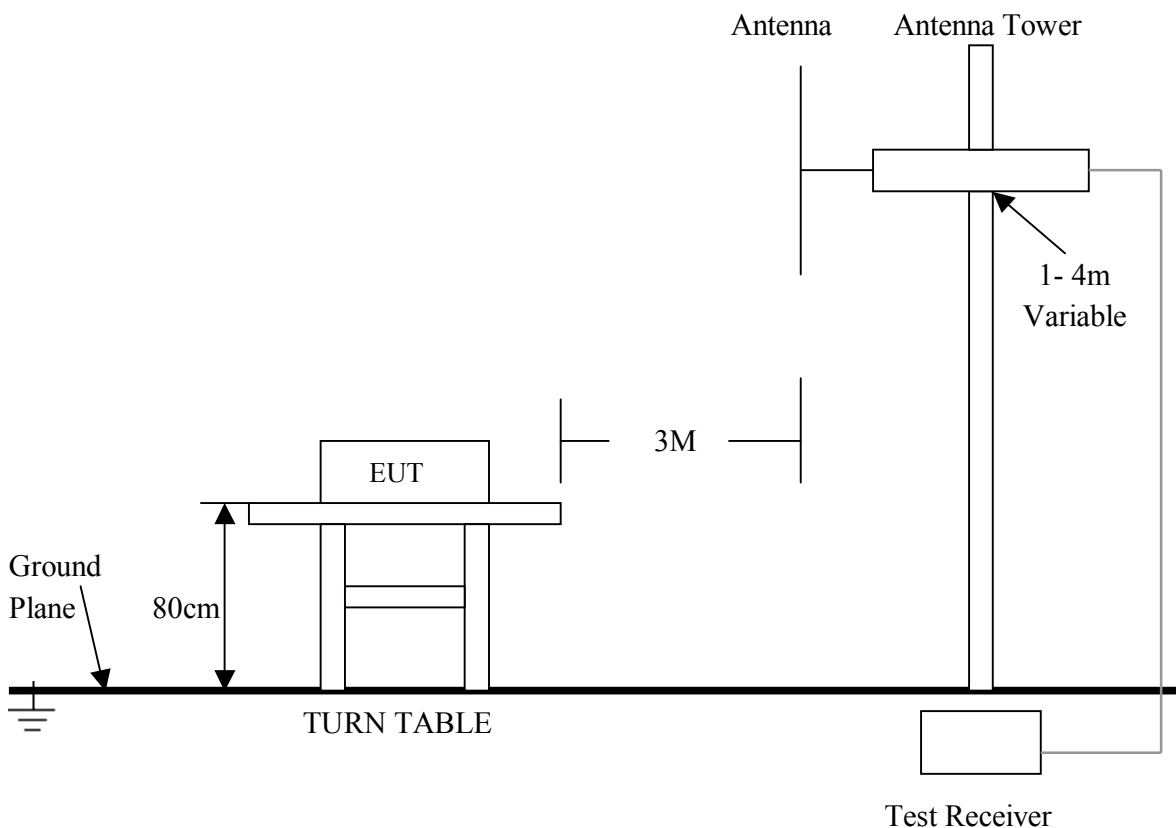 Antenna
Antenna Tower
1- 4m
Variable
3M
EUT
Ground
Plane
80cm
TURN TABLE
Test Receiver